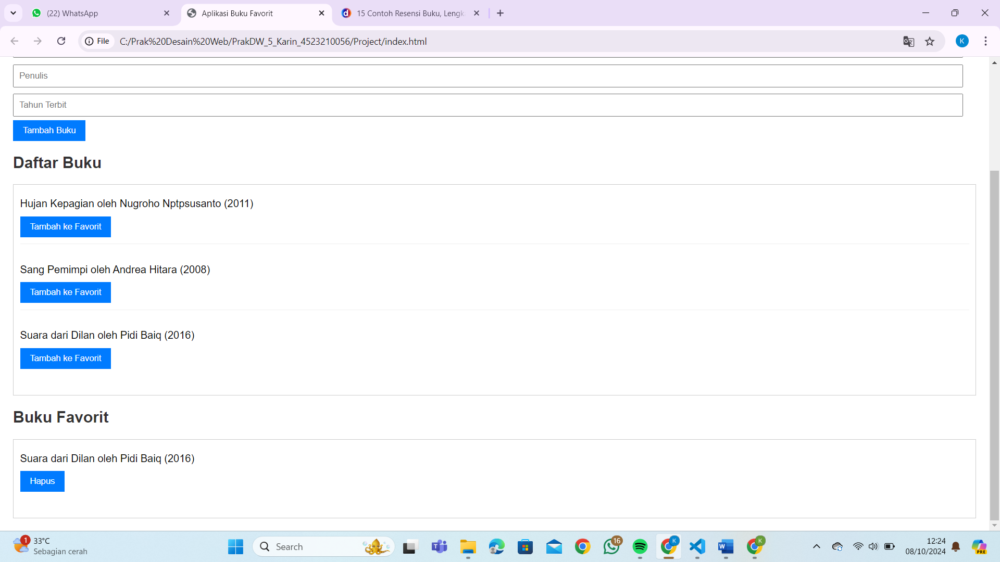 (22) WhatsApp
Aplikasi Buku Favorit
15 Contoh Resensi Buku, Lengk
File
C:/Prak%20Desain%20Web/PrakDW_5_Karin_4523210056/Project/index.html
K
Penulis
Tahun Terbit
Tambah Buku
Daftar Buku
Hujan Kepagian oleh Nugroho Nptpsusanto (2011)
Tambah ke Favorit
Sang Pemimpi oleh Andrea Hitara (2008)
Tambah ke Favorit
Suara dari Dilan oleh Pidi Baiq (2016)
Tambah ke Favorit
Buku Favorit
Suara dari Dilan oleh Pidi Baiq (2016)
Hapus
1
33°C
Sebagian cerah
Search
16
K
K
12:24
08/10/2024
PRE